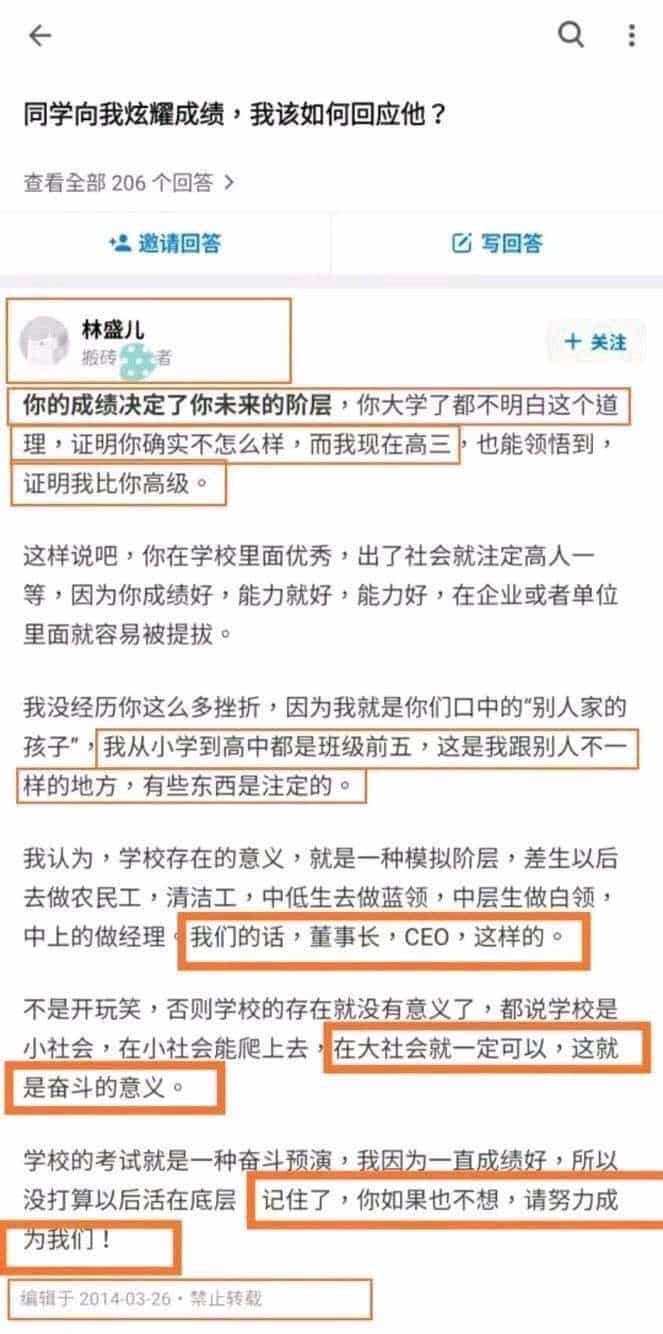 同学向我炫耀成绩，我该如何回应他？
查看全部 206 个回答 >
邀请回答
写回答
林盛儿
搬砖 者
+ 关注
你的成绩决定了你未来的阶层，你大学了都不明白这个道
理，证明你确实不怎么样，而我现在高三，也能领悟到，
证明我比你高级。
这样说吧，你在学校里面优秀，出了社会就注定高人一
等，因为你成绩好，能力就好，能力好，在企业或者单位
里面就容易被提拔。
我没经历你这么多挫折，因为我就是你们口中的“别人家的
孩子”，我从小学到高中都是班级前五，这是我跟别人不一
样的地方，有些东西是注定的。
我认为，学校存在的意义，就是一种模拟阶层，差生以后
去做农民工，清洁工，中低生去做蓝领，中层生做白领，
中上的做经理。我们的话，董事长，CEO，这样的。
不是开玩笑，否则学校的存在就没有意义了，都说学校是
小社会，在小社会能爬上去，在大社会就一定可以，这就
是奋斗的意义。
学校的考试就是一种奋斗预演，我因为一直成绩好，所以
没打算以后活在底层 记住了，你如果也不想，请努力成
为我们！
编辑于 2014-03-26・禁止转载